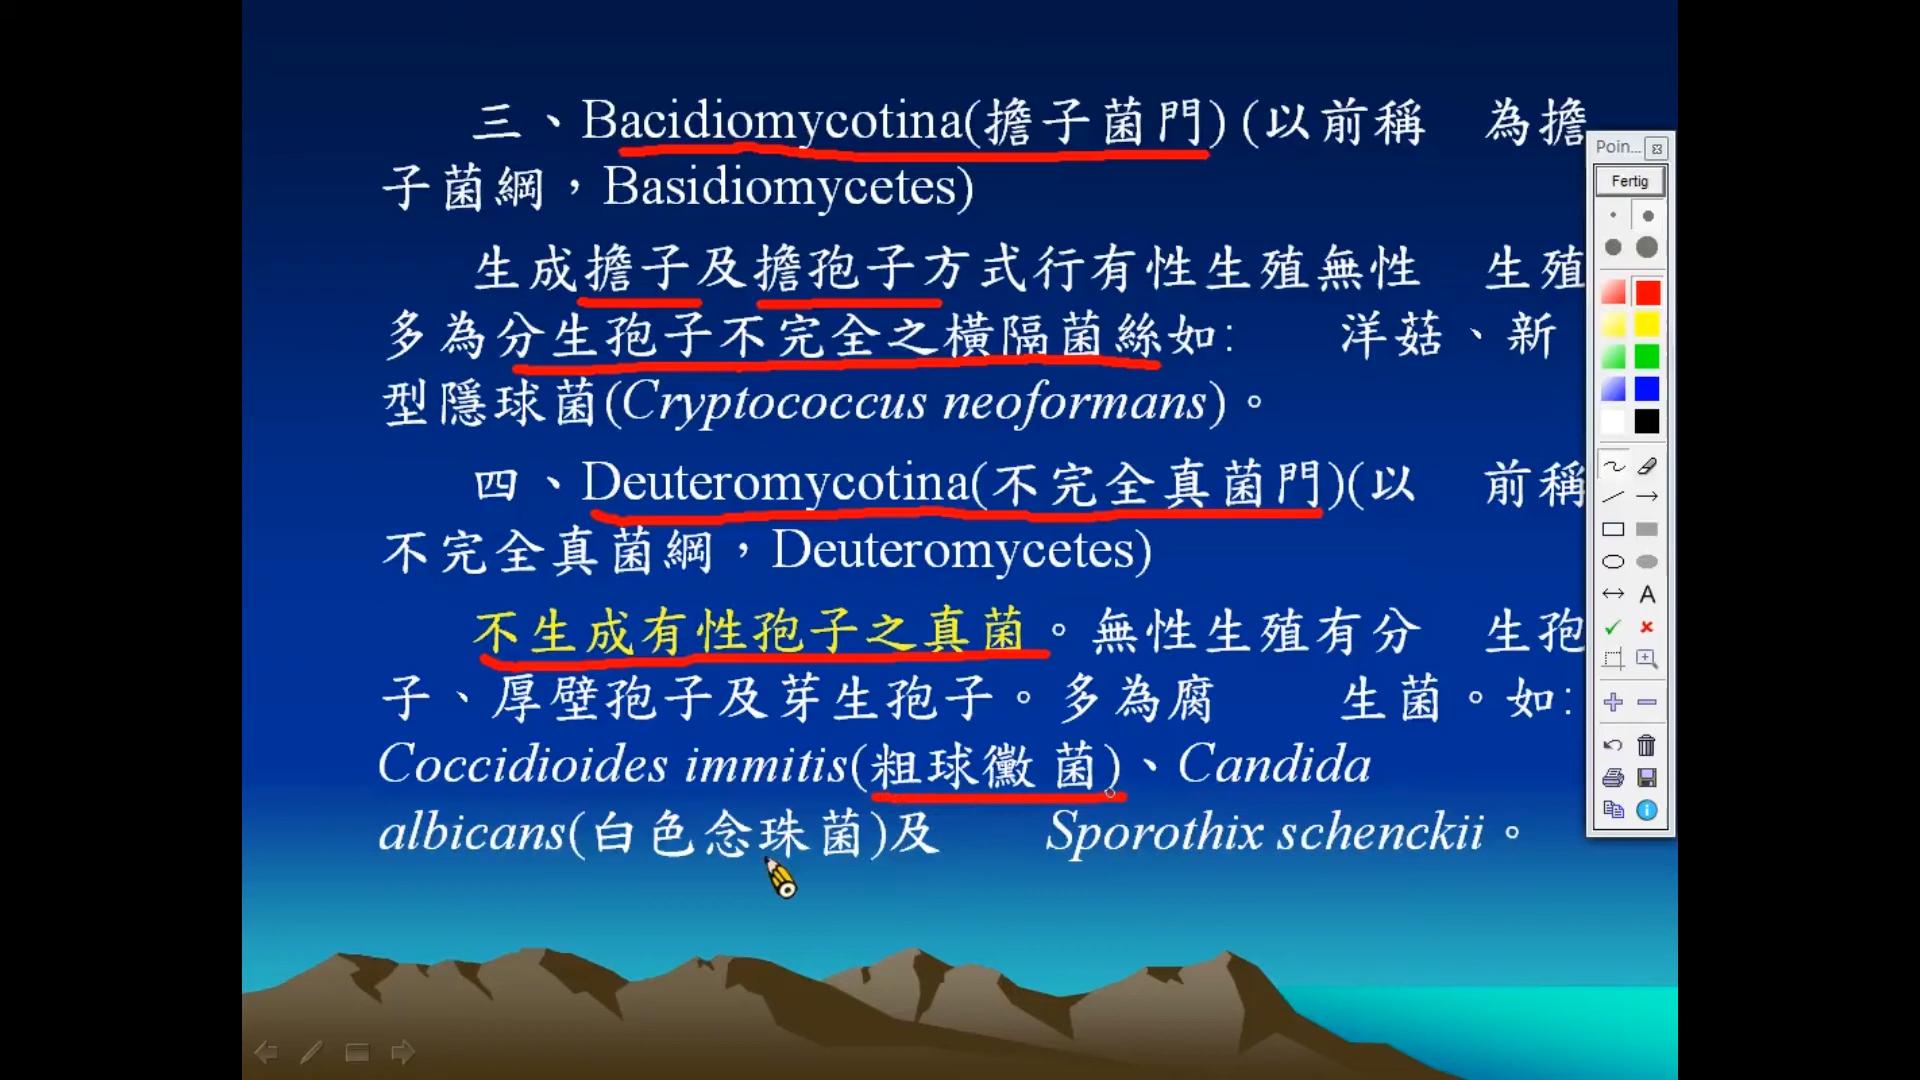 三、Bacidiomycotina(擔子菌門) (以前稱 為擔
子菌綱，Basidiomycetes)
生成擔子及擔孢子方式行有性生殖無性 生殖
多為分生孢子不完全之橫隔菌絲如: 洋菇、新
型隱球菌(Cryptococcus neoformans)。
四、Deuteromycotina(不完全真菌門)(以 前稱
不完全真菌綱，Deuteromycetes)
不生成有性孢子之真菌。無性生殖有分 生孢
子、厚壁孢子及芽生孢子。多為腐 生菌。如:
Coccidioides immitis(粗球黴 菌)、Candida
albicans(白色念珠菌)及 Sporothix schenckii。
Poin...
Fertig
A